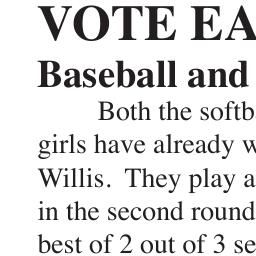 VOTE EA
Baseball and
Both the softb
girls have already w
Willis.  They play a
in the second round
best of 2 out of 3 se